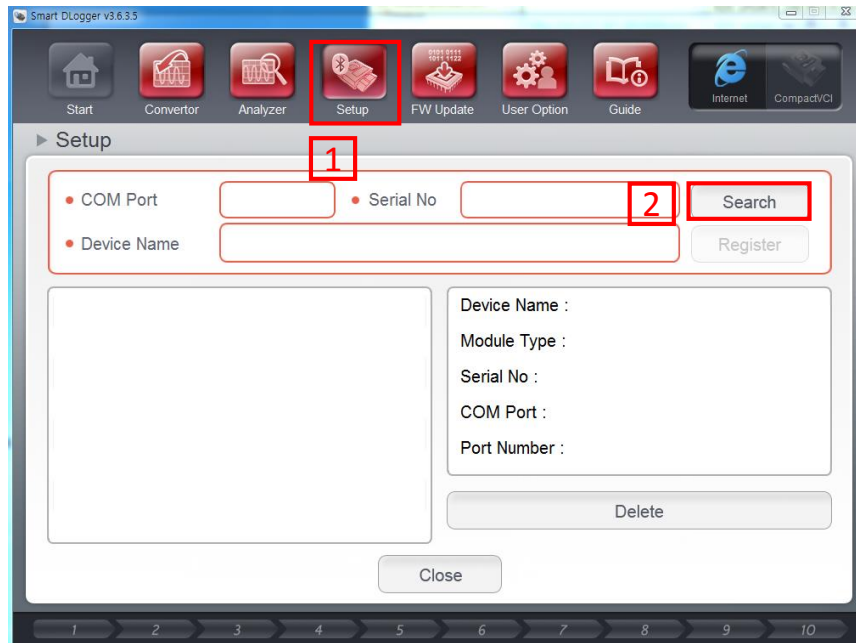 Smart DLogger v3.6.3.5
0101 0111
1011 1122
Start Convertor Analyzer Setup FW Update User Option Guide Internet CompactVCI
Setup
1
COM Port Serial No 2 Search
Device Name Register
Device Name :
Module Type :
Serial No :
COM Port :
Port Number :
Delete
Close
1 2 3 4 5 6 7 8 9 10